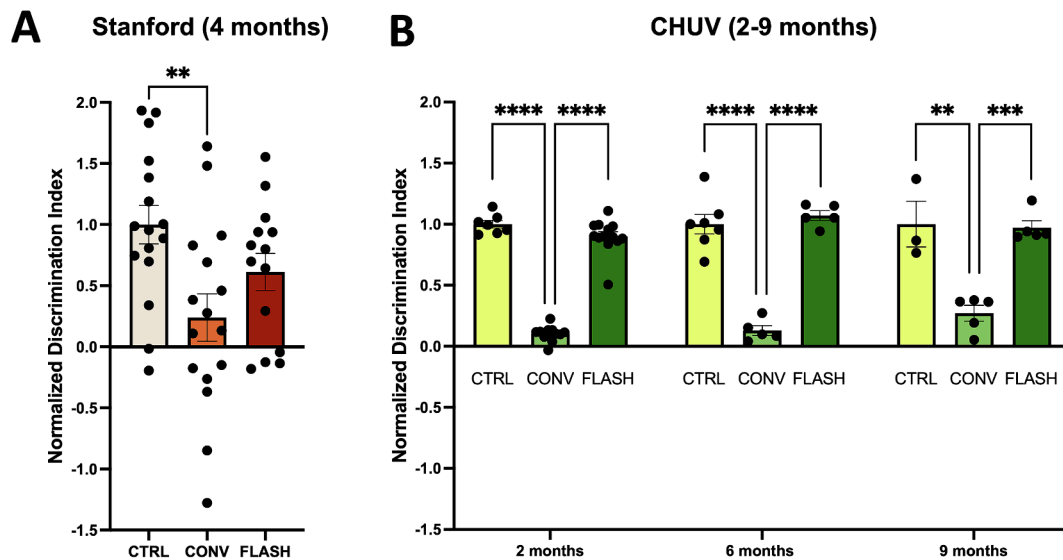 A Stanford (4 months)
**
Normalized Discrimination Index
2.0
1.5
1.0
0.5
0.0
-0.5
-1.0
-1.5
CTRL CONV FLASH
B CHUV (2-9 months)
**** **** **** **** ** ***
Normalized Discrimination Index
2.0
1.5
1.0
0.5
0.0
-0.5
-1.0
-1.5
CTRL CONV FLASH CTRL CONV FLASH CTRL CONV FLASH
2 months 6 months 9 months